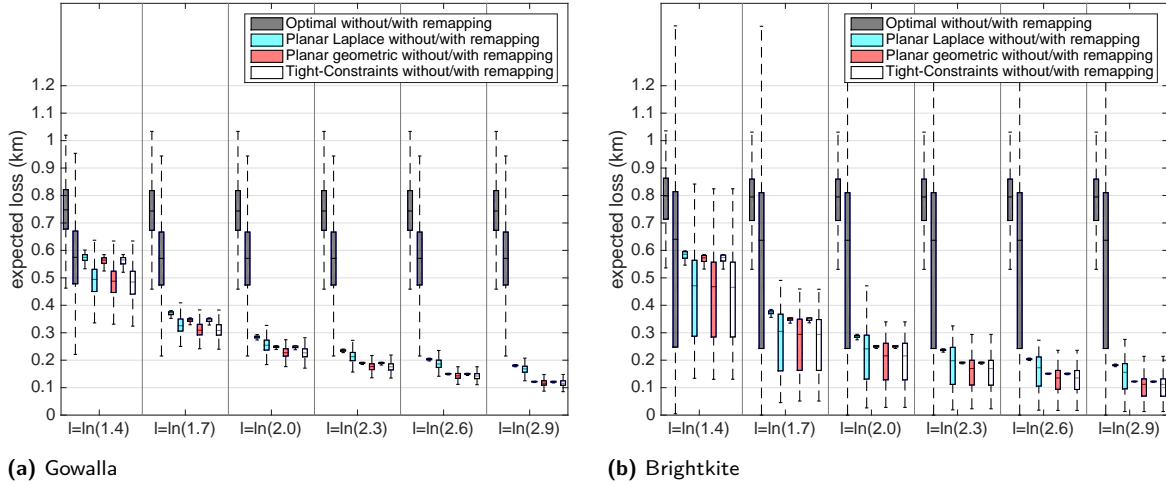 Optimal without/with remapping
Planar Laplace without/with remapping
Planar geometric without/with remapping
Tight-Constraints without/with remapping
expected loss (km)
1.2
1.1
1
0.9
0.8
0.7
0.6
0.5
0.4
0.3
0.2
0.1
0
l=ln(1.4) l=ln(1.7) l=ln(2.0) l=ln(2.3) l=ln(2.6) l=ln(2.9)
(a) Gowalla
Optimal without/with remapping
Planar Laplace without/with remapping
Planar geometric without/with remapping
Tight-Constraints without/with remapping
expected loss (km)
1.2
1.1
1
0.9
0.8
0.7
0.6
0.5
0.4
0.3
0.2
0.1
0
l=ln(1.4) l=ln(1.7) l=ln(2.0) l=ln(2.3) l=ln(2.6) l=ln(2.9)
(b) Brightkite